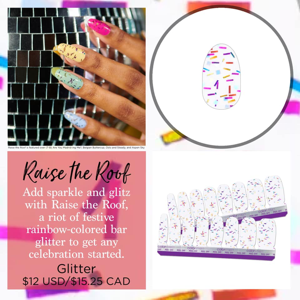 Raise the Roof
Add sparkle and glitz
with Raise the Roof,
a riot of festive
rainbow-colored bar
glitter to get any
celebration started.
Glitter
$12 USD/$15.25 CAD